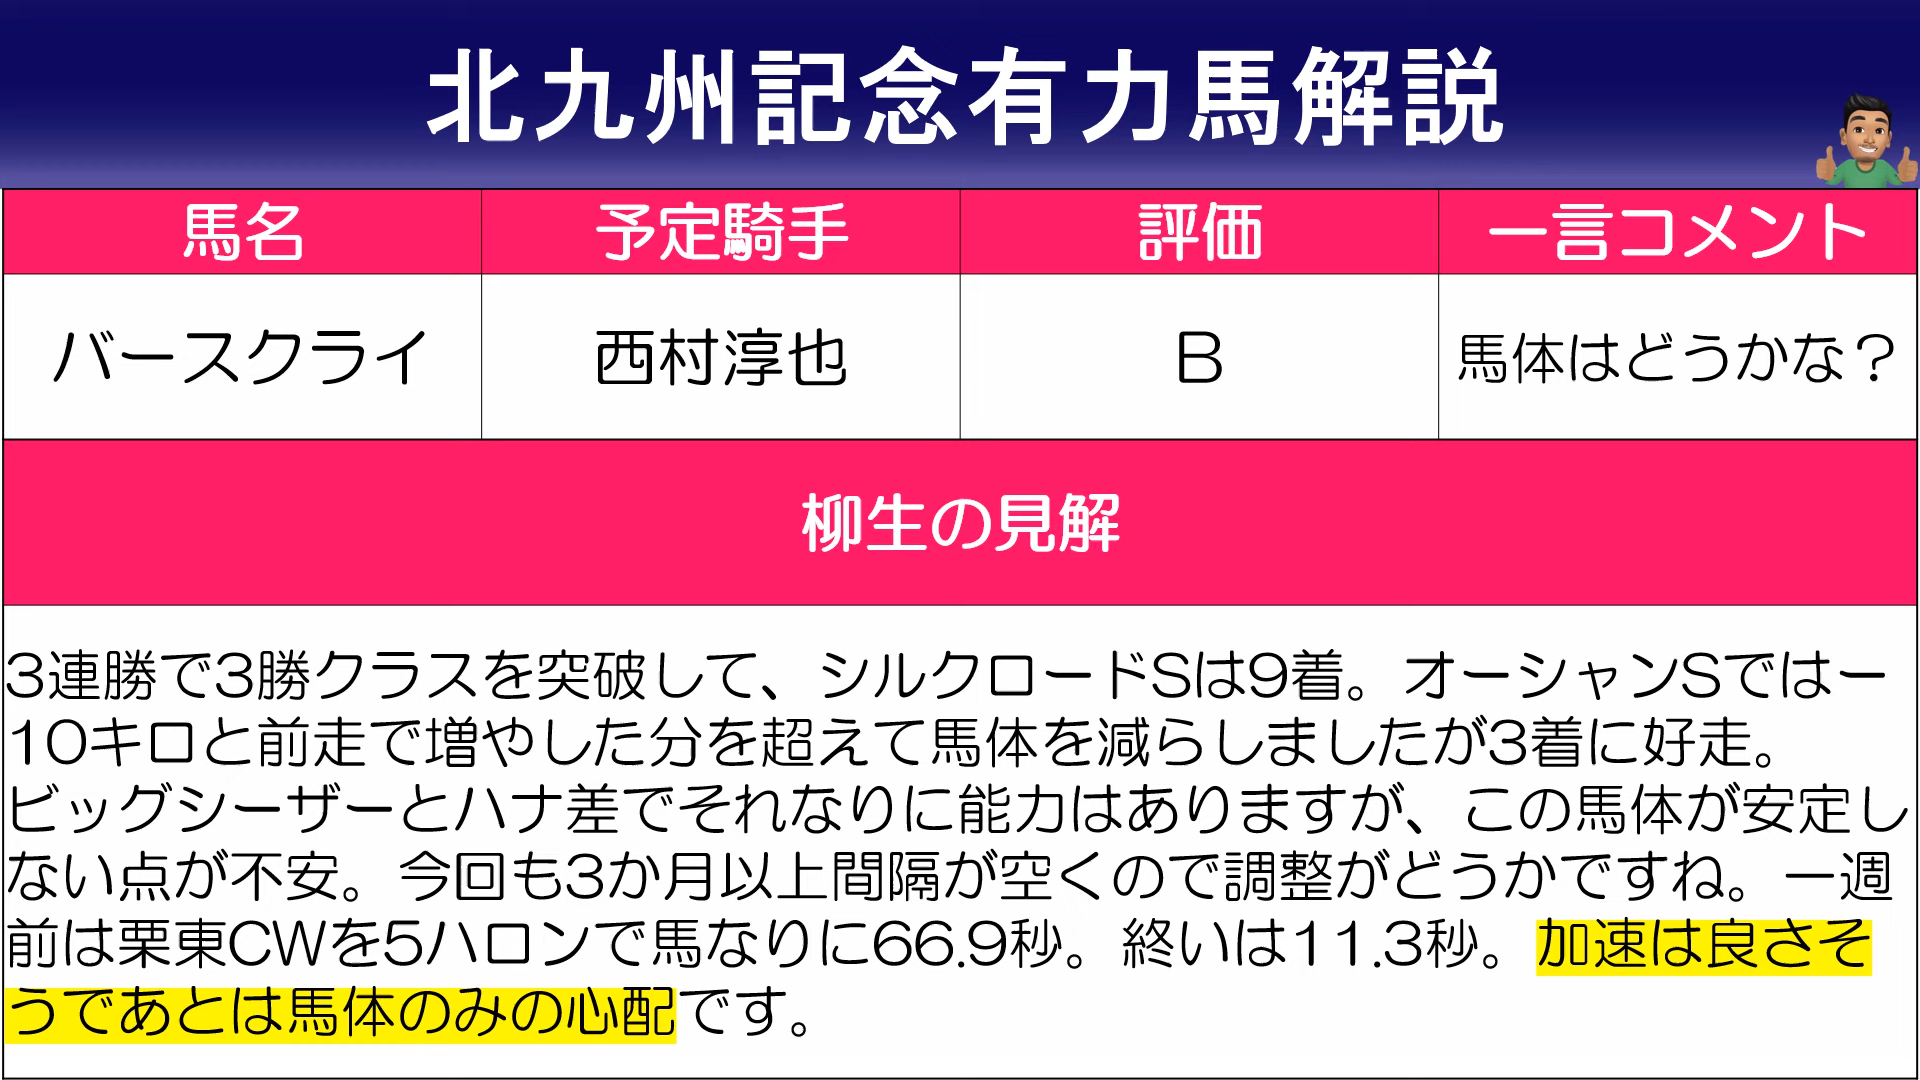 北九州記念有力馬解説
馬名 予定騎手 評価 一言コメント
バースクライ 西村淳也 B 馬体はどうかな？
柳生の見解
3連勝で3勝クラスを突破して、シルクロードSは9着。オーシャンSではー
10キロと前走で増やした分を超えて馬体を減らしましたが3着に好走。
ビッグシーザーとハナ差でそれなりに能力はありますが、この馬体が安定し
ない点が不安。今回も3か月以上間隔が空くので調整がどうかですね。一週
前は栗東CWを5ハロンで馬なりに66.9秒。終いは11.3秒。加速は良さそ
うであとは馬体のみの心配です。